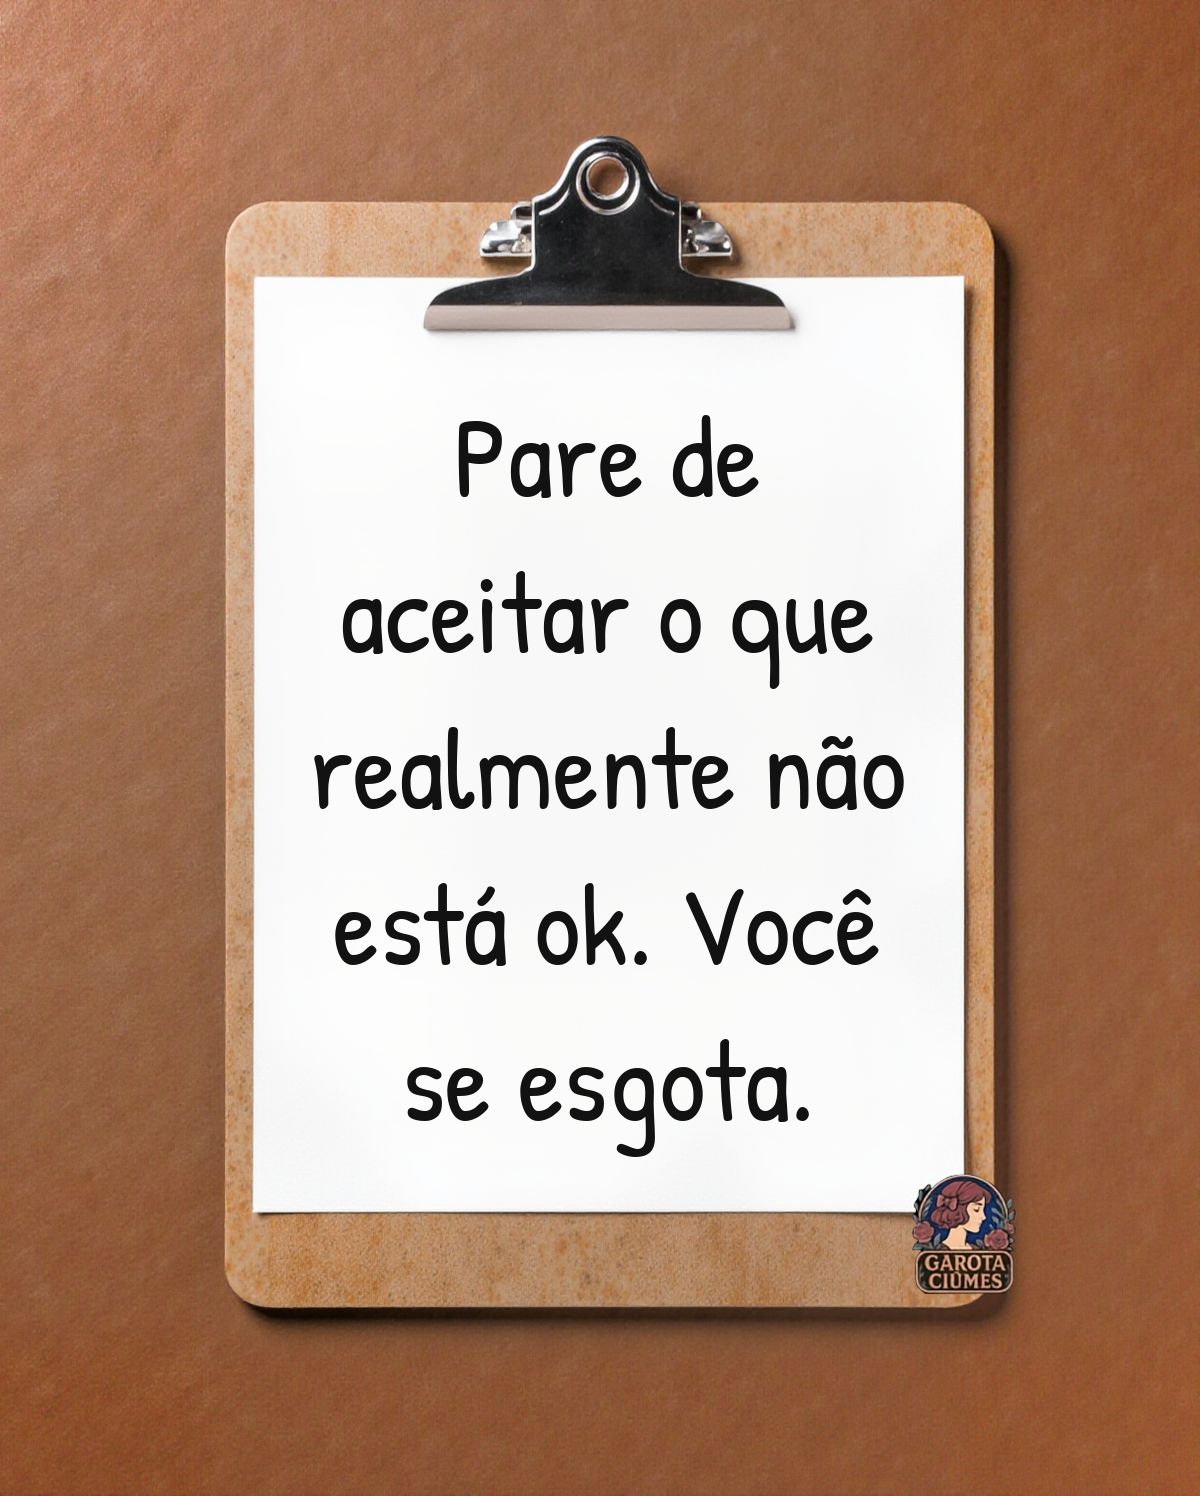 Pare de
aceitar o que
realmente não
está ok. Você
se esgota.
GAROTA
CIÚMES